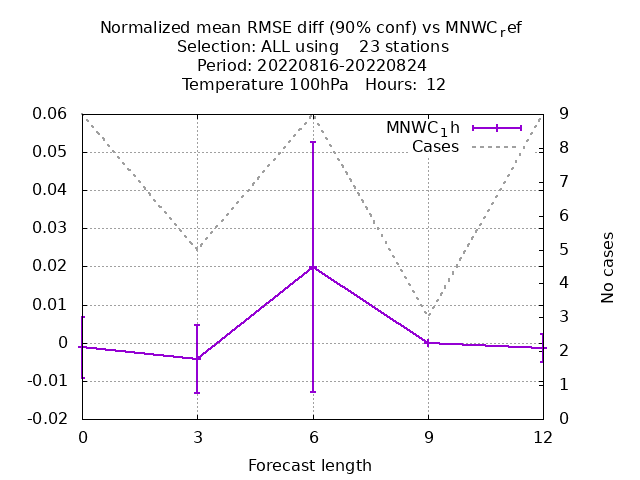 Normalized mean RMSE diff (90% conf) vs MNWC_ref
Selection: ALL using    23 stations
Period: 20220816-20220824
Temperature 100hPa   Hours:  12
MNWC_1h
Cases
0.06
0.05
0.04
0.03
0.02
0.01
0
-0.01
-0.02
9
8
7
6
5
4
3
2
1
0
No cases
0 3 6 9 12
Forecast length